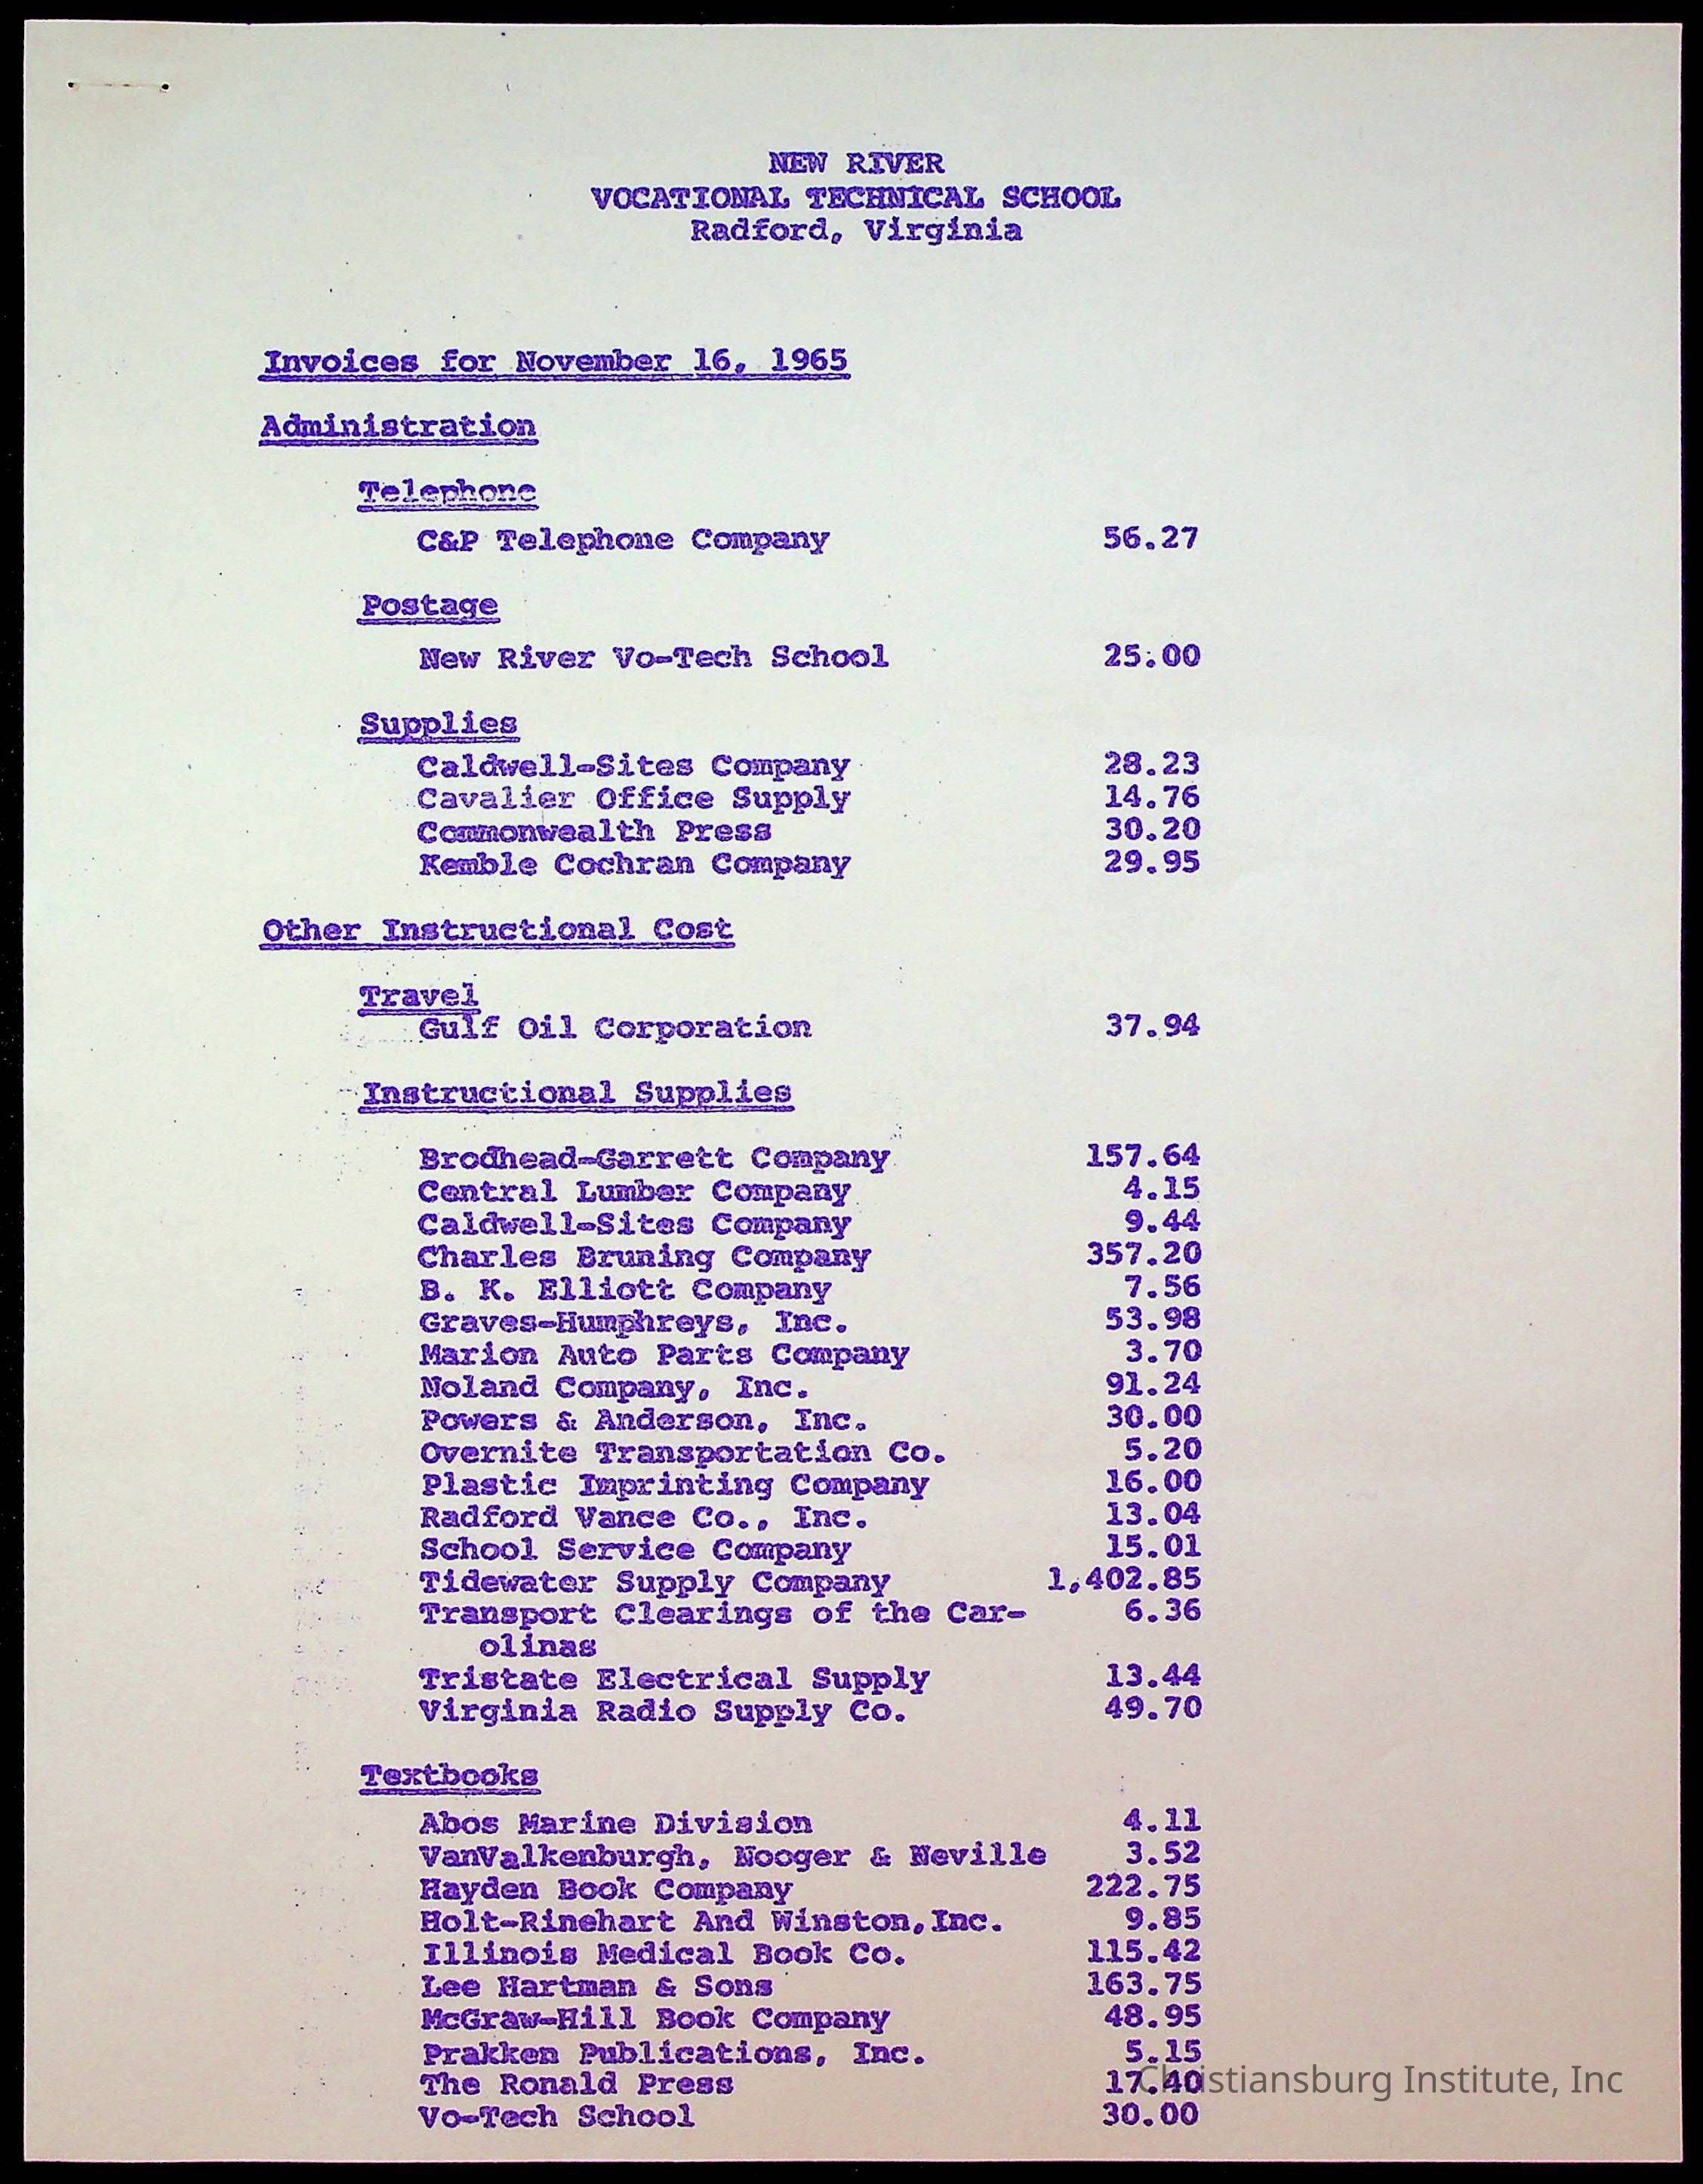 NEW RIVER
VOCATIONAL TECHNICAL SCHOOL
Radford, Virginia
Invoices for November 16, 1965
Administration
Telephone
C&P Telephone Company 56.27
Postage
New River Vo-Tech School 25.00
Supplies
Caldwell-Sites Company 28.23
Cavalier Office Supply 14.76
Commonwealth Press 30.20
Kemble Cochran Company 29.95
Other Instructional Cost
Travel
Gulf Oil Corporation 37.94
Instructional Supplies
Brodhead-Garrett Company 157.64
Central Lumber Company 4.15
Caldwell-Sites Company 9.44
Charles Bruning Company 357.20
B. K. Elliott Company 7.56
Graves-Humphreys, Inc. 53.98
Marion Auto Parts Company 3.70
Noland Company, Inc. 91.24
Powers & Anderson, Inc. 30.00
Overnite Transportation Co. 5.20
Plastic Imprinting Company 16.00
Radford Vance Co., Inc. 13.04
School Service Company 15.01
Tidewater Supply Company 1,402.85
Transport Clearings of the Car- 6.36
olinas
Tristate Electrical Supply 13.44
Virginia Radio Supply Co. 49.70
Textbooks
Abos Marine Division 4.11
VanValkenburgh, Nooger & Neville 3.52
Hayden Book Company 222.75
Holt-Rinehart And Winston,Inc. 9.85
Illinois Medical Book Co. 115.42
Lee Hartman & Sons 163.75
McGraw-Hill Book Company 48.95
Prakken Publications, Inc. 5.15
The Ronald Press 17.40
Vo-Tech School 30.00
Christiansburg Institute, Inc